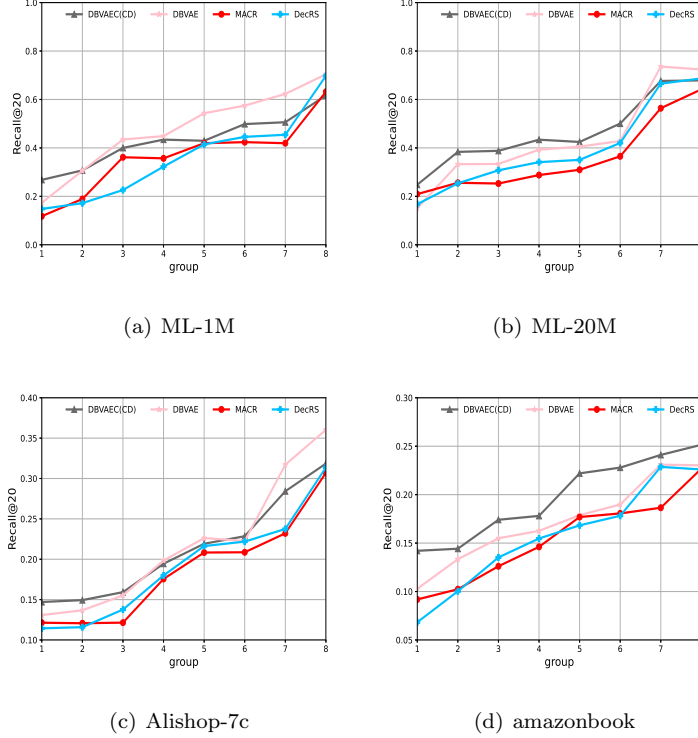 DBVAEC(CD) DBVAE MACR DecRS
1.0
0.8
0.6
0.4
0.2
0.0
Recall@20
1 2 3 4 5 6 7 8
group
(a) ML-1M
DBVAEC(CD) DBVAE MACR DecRS
1.0
0.8
0.6
0.4
0.2
0.0
Recall@20
1 2 3 4 5 6 7
group
(b) ML-20M
DBVAEC(CD) DBVAE MACR DecRS
0.40
0.35
0.30
0.25
0.20
0.15
0.10
Recall@20
1 2 3 4 5 6 7 8
group
(c) Alishop-7c
DBVAEC(CD) DBVAE MACR DecRS
0.30
0.25
0.20
0.15
0.10
0.05
Recall@20
1 2 3 4 5 6 7
group
(d) amazonbook